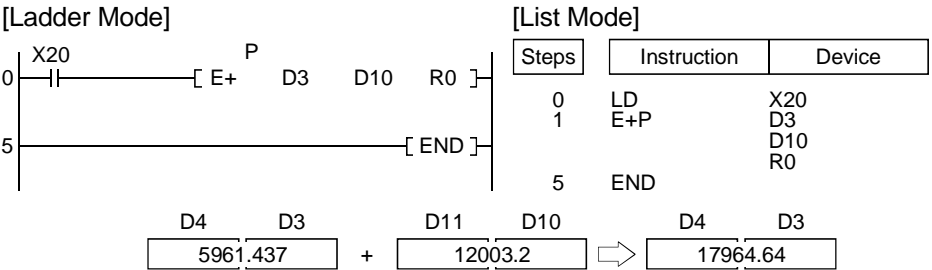 [Ladder Mode]
[List Mode]
X20
P
0
E+ D3 D10 R0
5
END
Steps Instruction Device
0 LD X20
1 E+P D3
D10
R0
5 END
D4 D3 D11 D10 D4 D3
5961.437 + 12003.2 17964.64